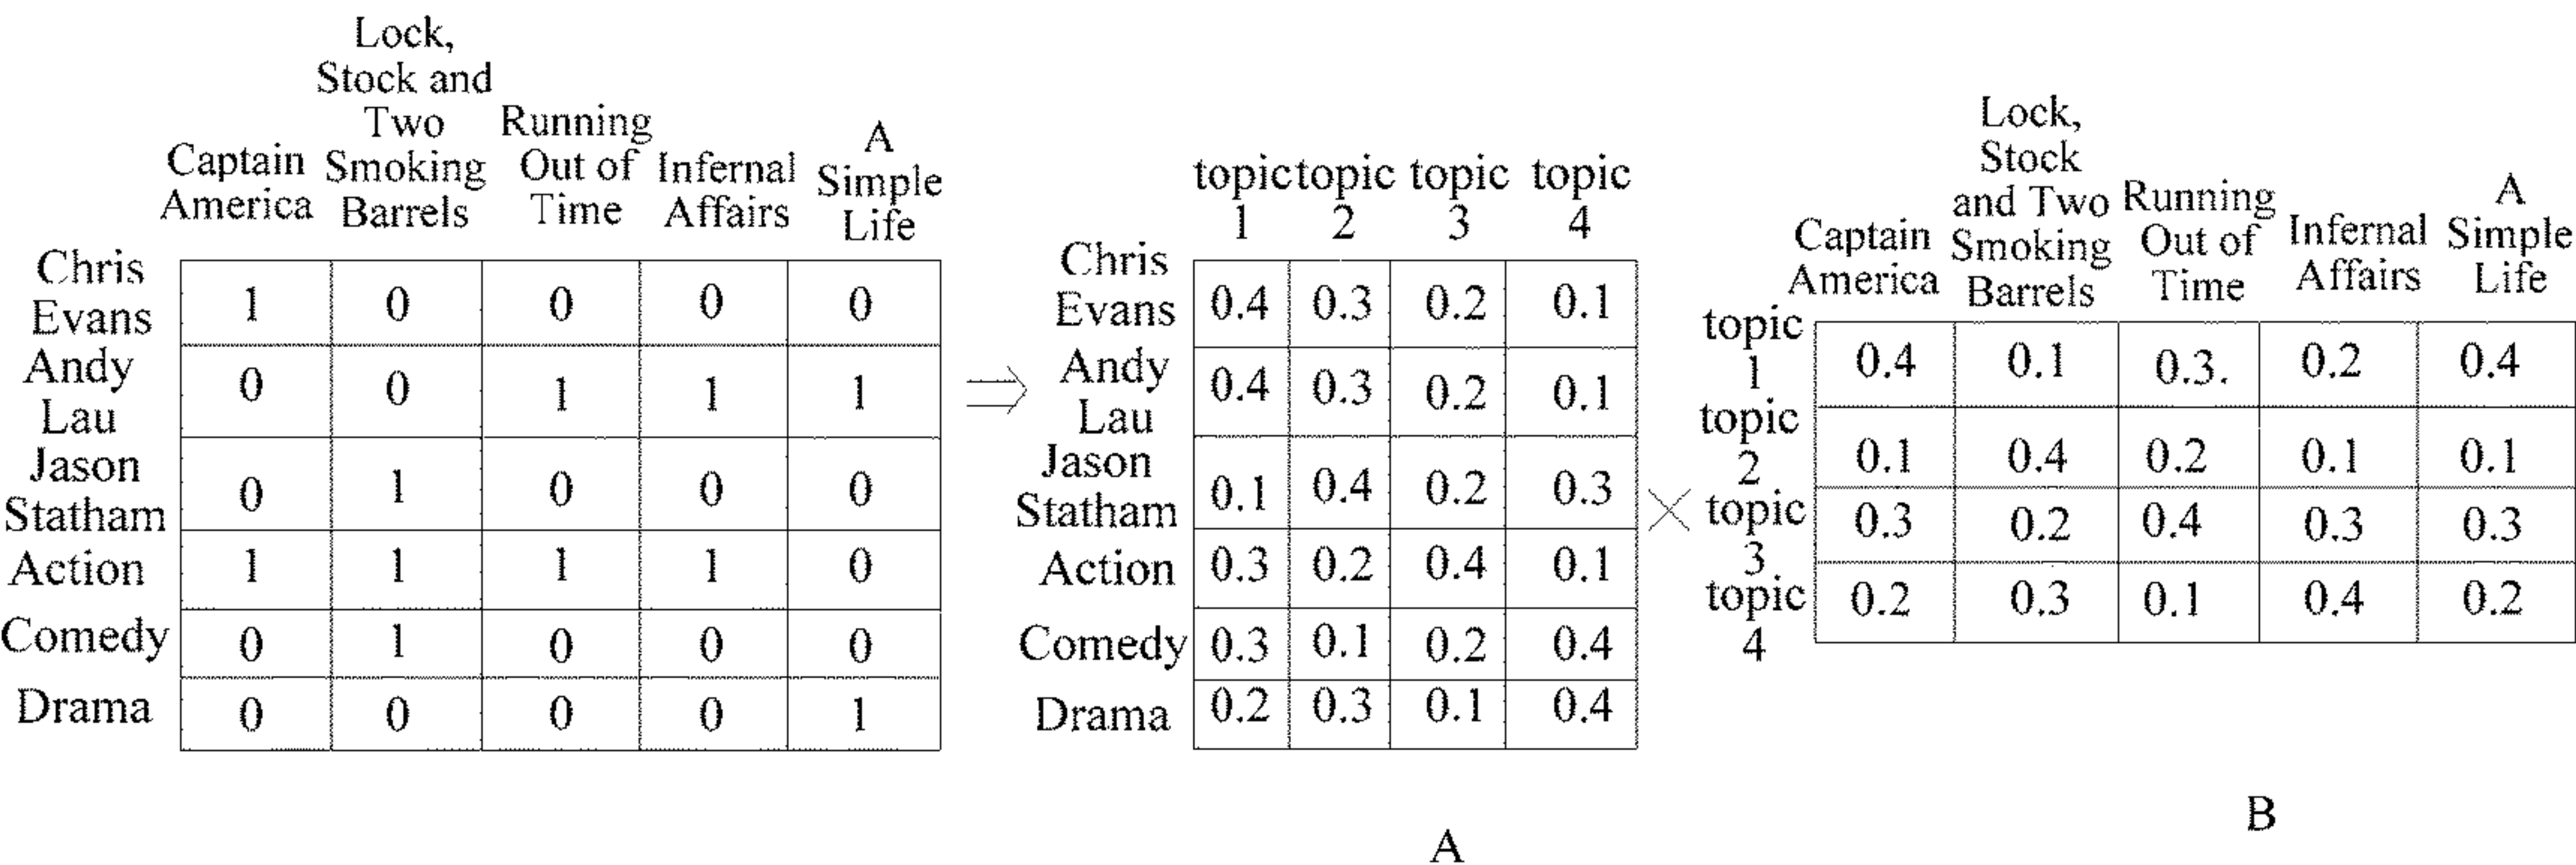 Lock,
Stock and
Two
Smoking
Barrels
Captain
America
Running
Out of
Time
Infernal
Affairs
A
Simple
Life
Chris
Evans
1 0 0 0 0
Andy
Lau
0 0 1 1 1
Jason
Statham
0 1 0 0 0
Action 1 1 1 1 0
Comedy 0 1 0 0 0
Drama 0 0 0 0 1
topic topic topic topic
1 2 3 4
Chris
Evans
0.4 0.3 0.2 0.1
Andy
Lau
0.4 0.3 0.2 0.1
Jason
Statham
0.1 0.4 0.2 0.3
Action 0.3 0.2 0.4 0.1
Comedy 0.3 0.1 0.2 0.4
Drama 0.2 0.3 0.1 0.4
A
Captain
America
Lock,
Stock
and Two
Smoking
Barrels
Running
Out of
Time
Infernal
Affairs
A
Simple
Life
topic
1
0.4 0.1 0.3. 0.2 0.4
topic
2
0.1 0.4 0.2 0.1 0.1
topic
3
0.3 0.2 0.4 0.3 0.3
topic
4
0.2 0.3 0.1 0.4 0.2
B